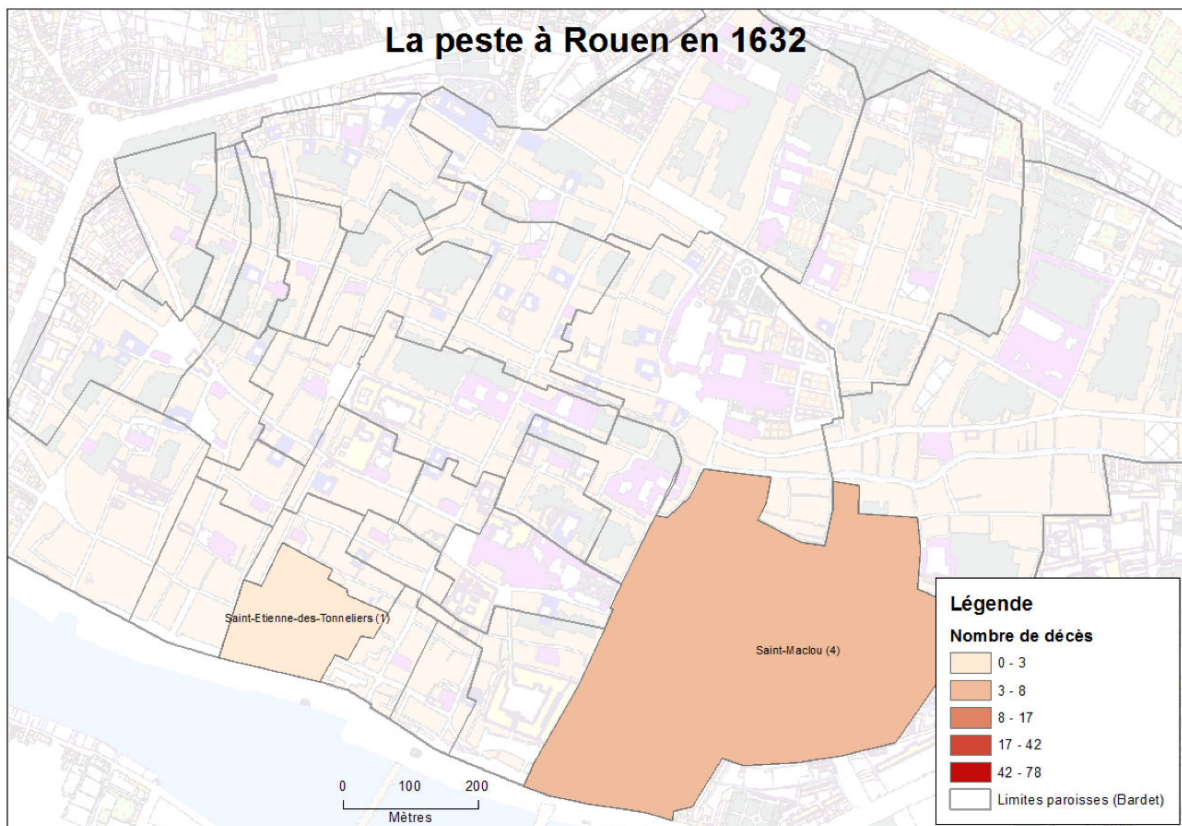 La peste à Rouen en 1632
Saint-Etienne-des-Tonneliers (1)
Saint-Maclou (4)
0 100 200
Mètres
Légende
Nombre de décès
0 - 3
3 - 8
8 - 17
17 - 42
42 - 78
Limites paroisses (Bardet)